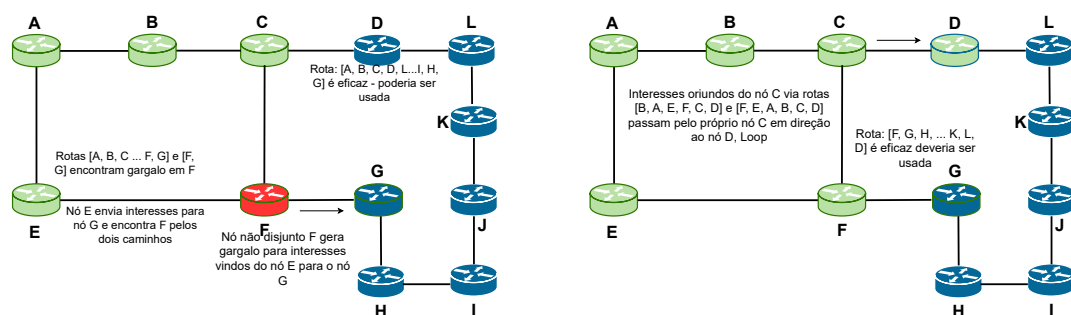 A
B
C
D
L
Rota: [A, B, C, D, L...I, H,
G] é eficaz - poderia ser
usada
K
Rotas [A, B, C ... F, G] e [F,
G] encontram gargalo em F
G
E
Nó E envia interesses para
nó G e encontra F pelos
dois caminhos
F
Nó não disjunto F gera
gargalo para interesses
vindos do nó E para o nó
G
J
H
I
A
B
C
D
L
Interesses oriundos do nó C via rotas
[B, A, E, F, C, D] e [F, E, A, B, C, D]
passam pelo próprio nó C em direção
ao nó D, Loop
K
Rota: [F, G, H, ... K, L,
D] é eficaz deveria ser
usada
G
E
F
J
H
I